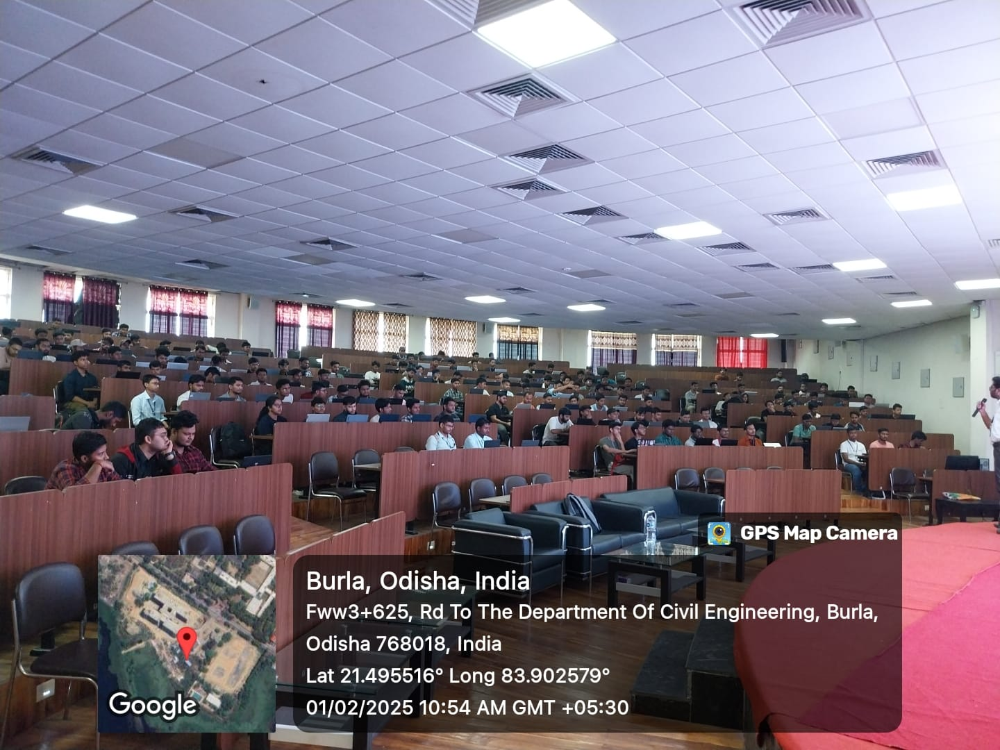 GPS Map Camera
Burla, Odisha, India
Fww3+625, Rd To The Department Of Civil Engineering, Burla,
Odisha 768018, India
Lat 21.495516° Long 83.902579°
01/02/2025 10:54 AM GMT +05:30
Google